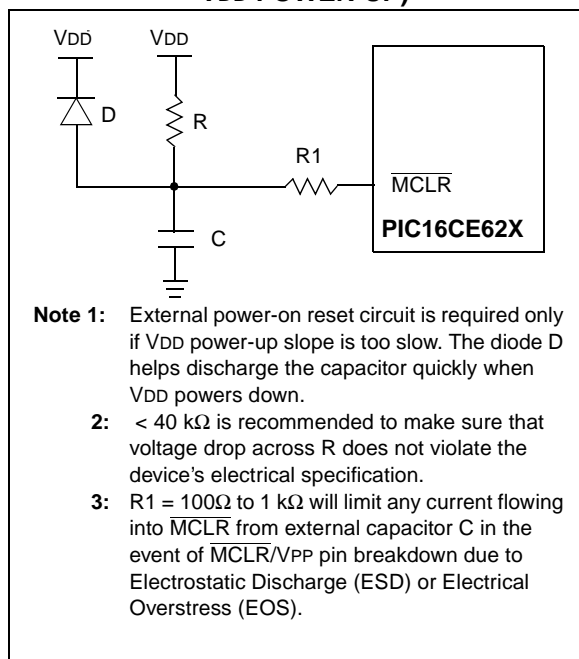 VDD POWER-UP)
VDD VDD
D
R
R1
MCLR
PIC16CE62X
C
Note 1: External power-on reset circuit is required only
if VDD power-up slope is too slow. The diode D
helps discharge the capacitor quickly when
VDD powers down.
2: < 40 kΩ is recommended to make sure that
voltage drop across R does not violate the
device's electrical specification.
3: R1 = 100Ω to 1 kΩ will limit any current flowing
into MCLR from external capacitor C in the
event of MCLR/VPP pin breakdown due to
Electrostatic Discharge (ESD) or Electrical
Overstress (EOS).